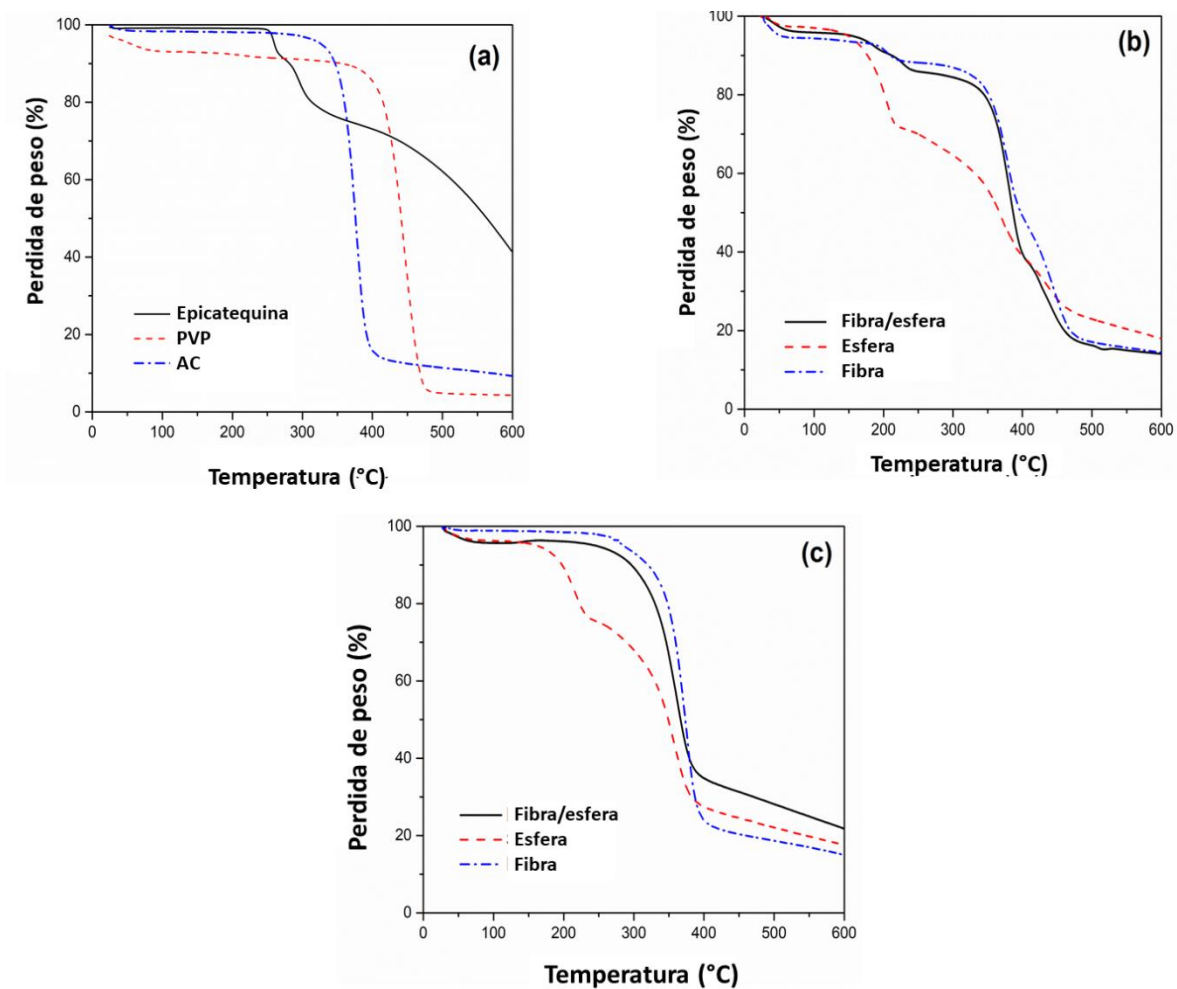 (a)
Perdida de peso (%)
100
80
60
40
20
0
Epicatequina
PVP
AC
0 100 200 300 400 500 600
Temperatura (°C)
(b)
Perdida de peso (%)
100
80
60
40
20
0
Fibra/esfera
Esfera
Fibra
0 100 200 300 400 500 600
Temperatura (°C)
(c)
Perdida de peso (%)
100
80
60
40
20
0
Fibra/esfera
Esfera
Fibra
0 100 200 300 400 500 600
Temperatura (°C)